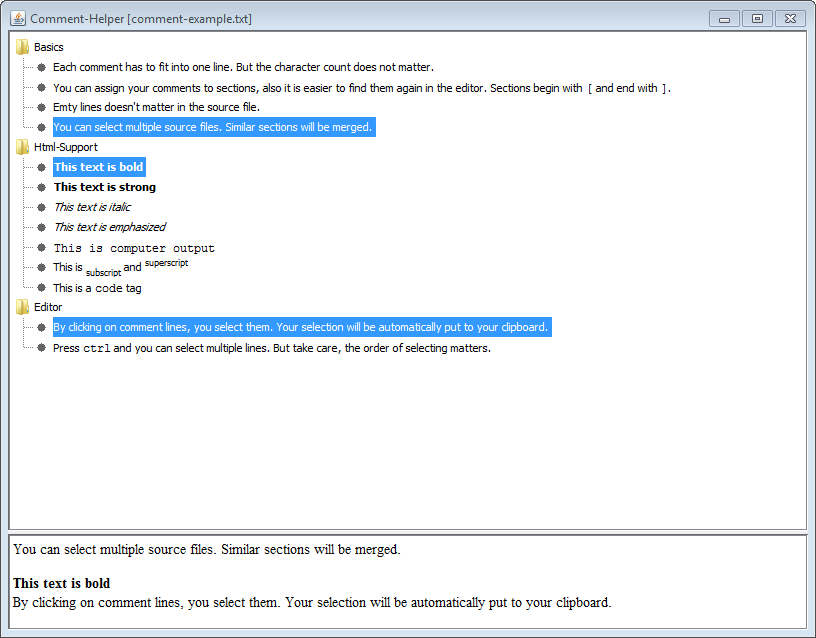 Comment-Helper [comment-example.txt]
Basics
Each comment has to fit into one line. But the character count does not matter.
You can assign your comments to sections, also it is easier to find them again in the editor. Sections begin with [ and end with ].
Emty lines doesn't matter in the source file.
You can select multiple source files. Similar sections will be merged.
Html-Support
This text is bold
This text is strong
This text is italic
This text is emphasized
This is computer output
This is subscript and superscript
This is a code tag
Editor
By clicking on comment lines, you select them. Your selection will be automatically put to your clipboard.
Press ctrl and you can select multiple lines. But take care, the order of selecting matters.
You can select multiple source files. Similar sections will be merged.
This text is bold
By clicking on comment lines, you select them. Your selection will be automatically put to your clipboard.